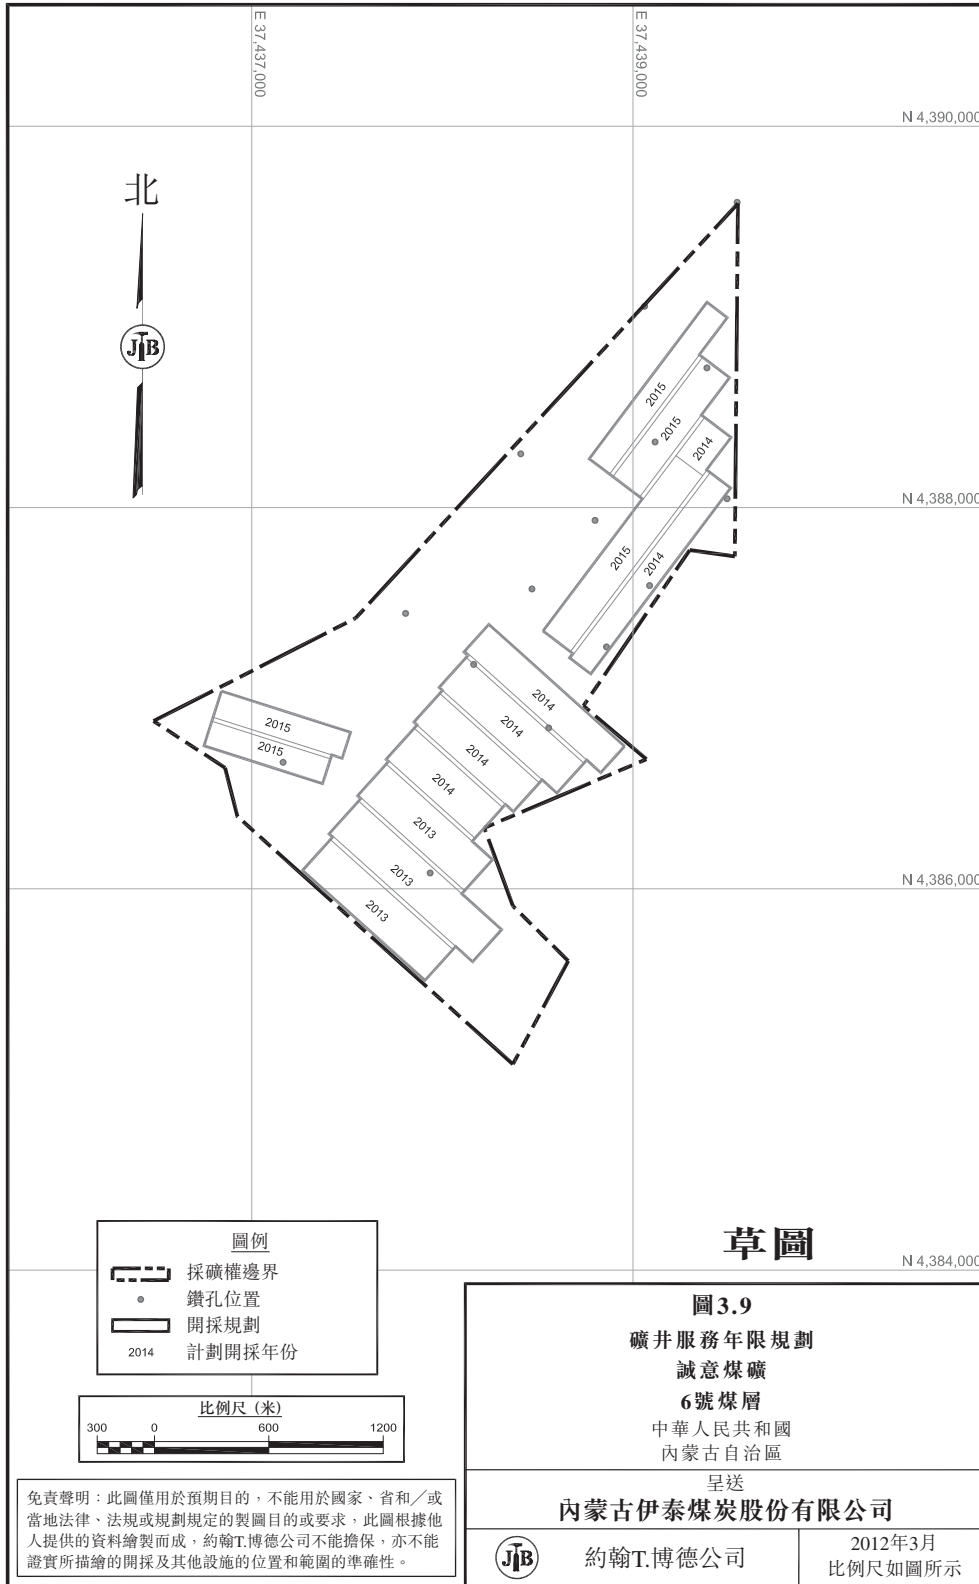 E 37,437,000
E 37,439,000
N 4,390,000
北
JTB
2015
2015
2014
N 4,388,000
2015
2014
2014
2014
2014
2014
2015
2015
2013
2013
2013
N 4,386,000
草圖
N 4,384,000
圖例
採礦權邊界
鑽孔位置
開採規劃
2014 計劃開採年份
比例尺 (米)
300 0 600 1200
免責聲明：此圖僅用於預期目的，不能用於國家、省和／或
當地法律、法規或規劃規定的製圖目的或要求，此圖根據他
人提供的資料繪製而成，約翰T.博德公司不能擔保，亦不能
證實所描繪的開採及其他設施的位置和範圍的準確性。
圖3.9
礦井服務年限規劃
誠意煤礦
6號煤層
中華人民共和國
內蒙古自治區
呈送
內蒙古伊泰煤炭股份有限公司
JTB
約翰T.博德公司
2012年3月
比例尺如圖所示